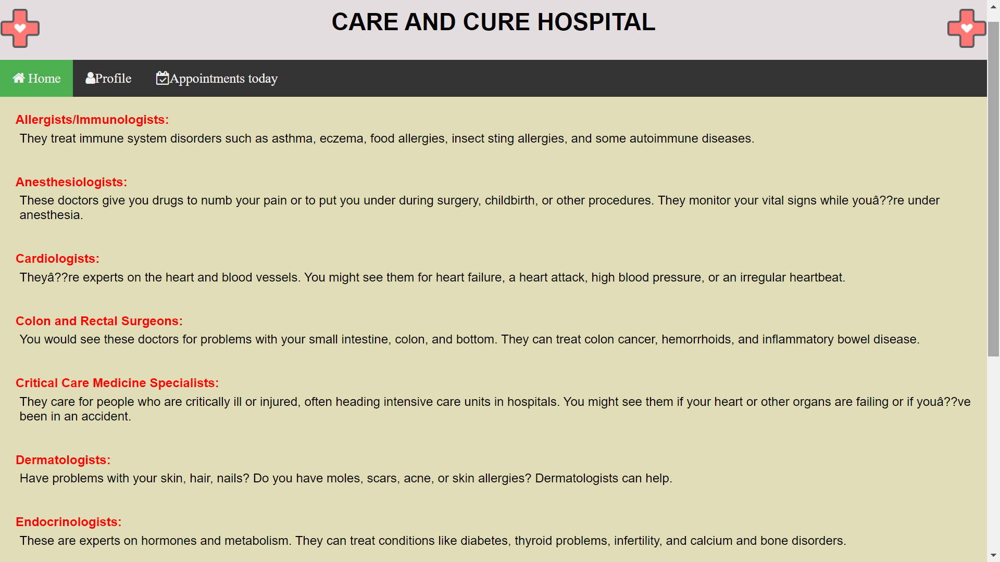 CARE AND CURE HOSPITAL
Home Profile Appointments today
Allergists/Immunologists:
They treat immune system disorders such as asthma, eczema, food allergies, insect sting allergies, and some autoimmune diseases.
Anesthesiologists:
These doctors give you drugs to numb your pain or to put you under during surgery, childbirth, or other procedures. They monitor your vital signs while youâ??re under
anesthesia.
Cardiologists:
Theyâ??re experts on the heart and blood vessels. You might see them for heart failure, a heart attack, high blood pressure, or an irregular heartbeat.
Colon and Rectal Surgeons:
You would see these doctors for problems with your small intestine, colon, and bottom. They can treat colon cancer, hemorrhoids, and inflammatory bowel disease.
Critical Care Medicine Specialists:
They care for people who are critically ill or injured, often heading intensive care units in hospitals. You might see them if your heart or other organs are failing or if youâ??ve
been in an accident.
Dermatologists:
Have problems with your skin, hair, nails? Do you have moles, scars, acne, or skin allergies? Dermatologists can help.
Endocrinologists:
These are experts on hormones and metabolism. They can treat conditions like diabetes, thyroid problems, infertility, and calcium and bone disorders.